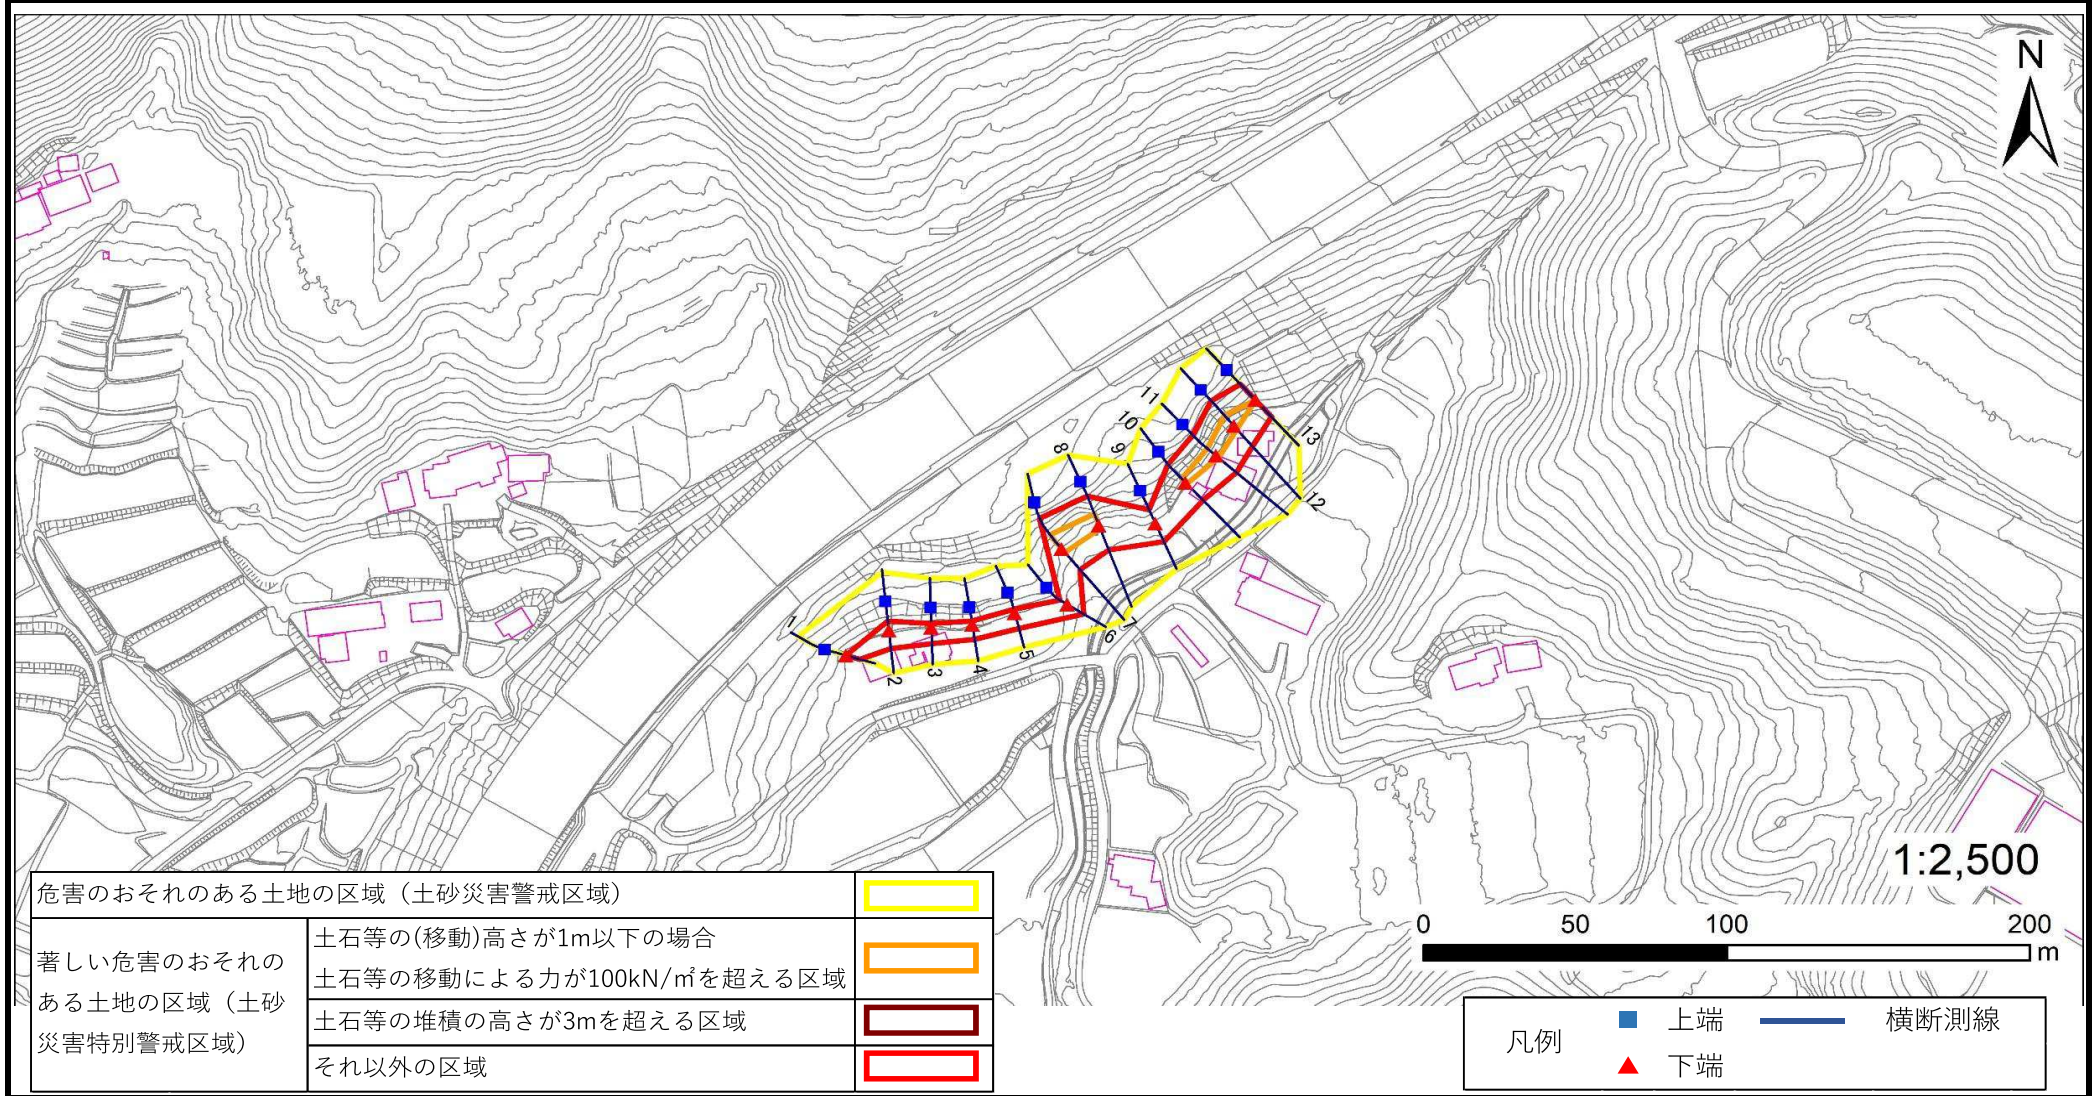 N
11
10
9
8
13
12
1
7
6
5
4
3
2
1:2,500
0 50 100 200
m
危害のおそれのある土地の区域（土砂災害警戒区域）
著しい危害のおそれの
ある土地の区域（土砂
災害特別警戒区域）
土石等の(移動)高さが1m以下の場合
土石等の移動による力が100kN/㎡を超える区域
土石等の堆積の高さが3mを超える区域
それ以外の区域
凡例
上端
横断測線
下端